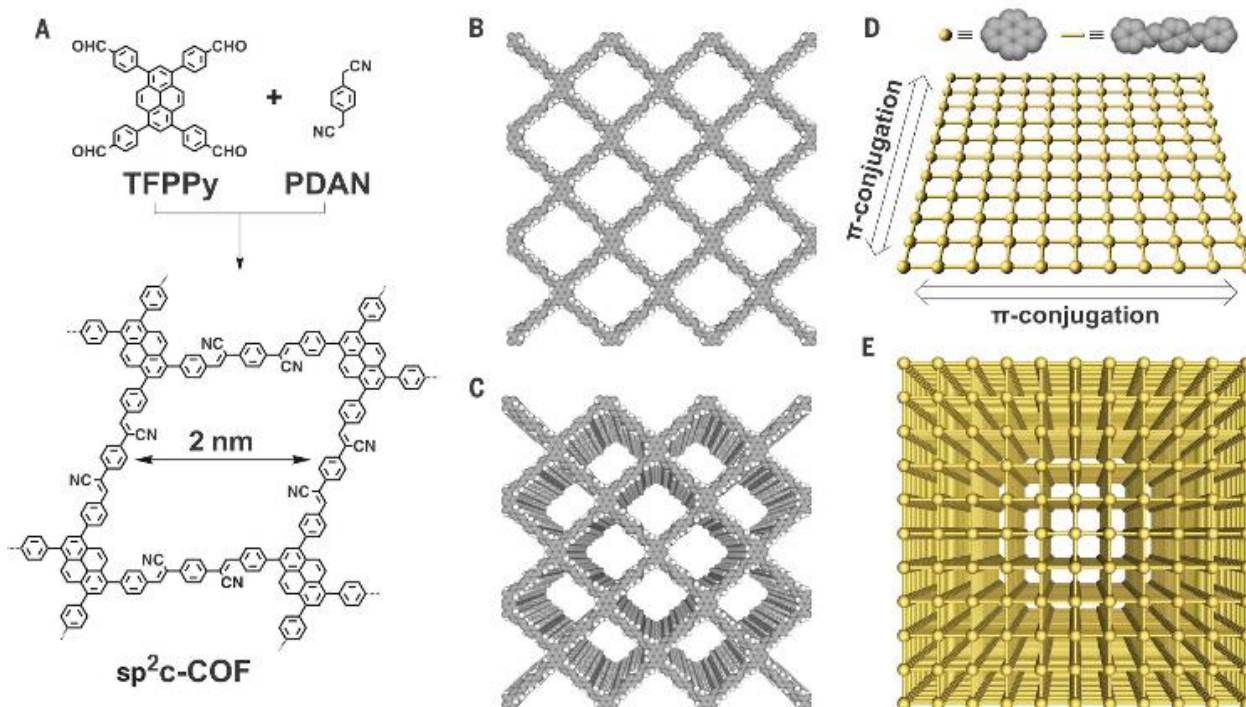 A
OHC
CHO
CN
+
OHC
CHO
NC
TFPPy
PDAN
NC
CN
CN
NC
2 nm
CN
NC
NC
CN
sp²c-COF
B
C
D
≡
≡
π-conjugation
π-conjugation
E